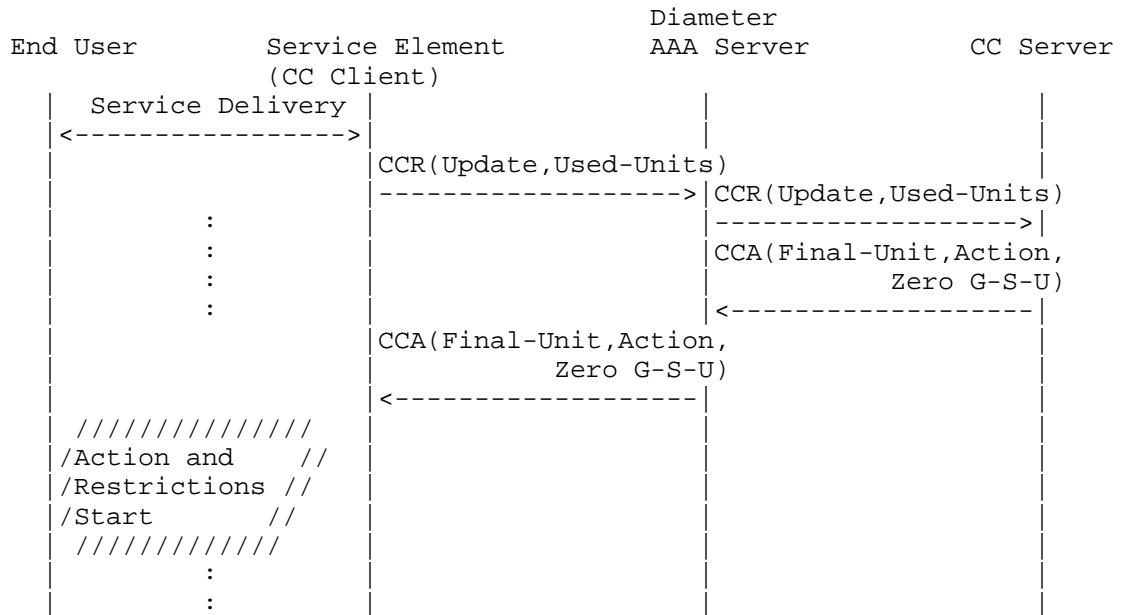 Diameter
End User Service Element AAA Server CC Server
(CC Client)
| Service Delivery | | |
|<----------------->| | |
| |CCR(Update,Used-Units) |
| |------------------->|CCR(Update,Used-Units)
| : | |------------------->|
| : | |CCA(Final-Unit,Action,
| : | | Zero G-S-U)
| : | |<-------------------|
| |CCA(Final-Unit,Action, |
| | Zero G-S-U) |
| |<-------------------| |
| /////////////// | | |
|/Action and // | | |
|/Restrictions // | | |
|/Start // | | |
| ///////////// | | |
| : | | |
| : | | |